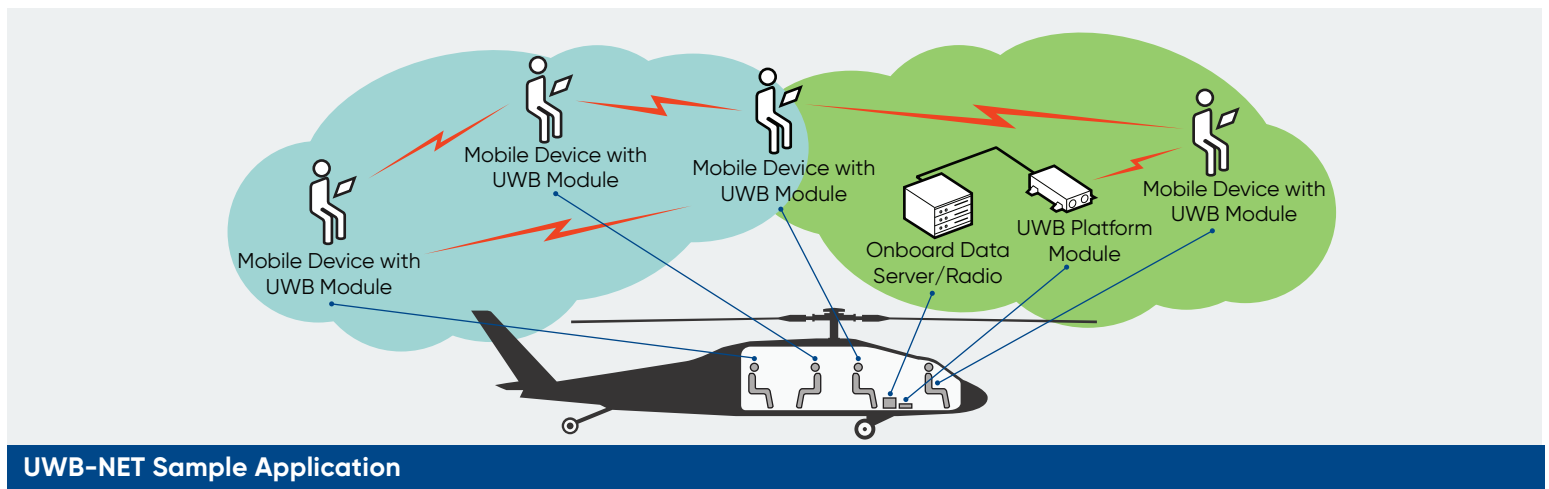 Mobile Device with
UWB Module
Mobile Device with
UWB Module
Mobile Device with
UWB Module
Onboard Data
Server/Radio
UWB Platform
Module
Mobile Device with
UWB Module
UWB-NET Sample Application